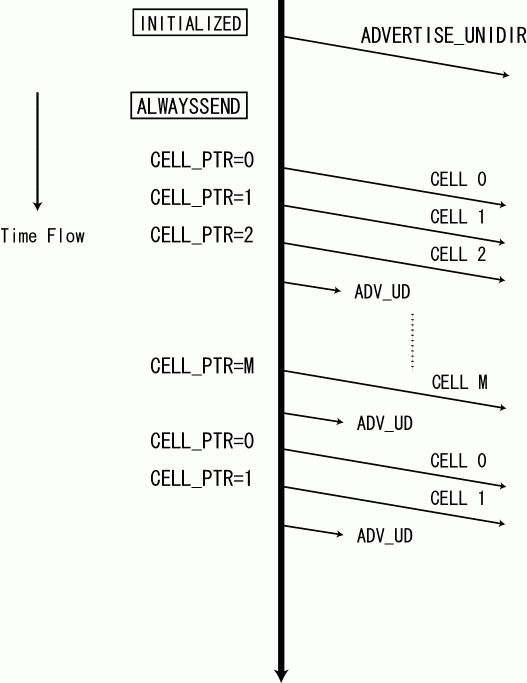 INITIALIZED
ADVERTISE_UNIDIR
ALWAYSSEND
CELL_PTR=0
CELL 0
CELL_PTR=1
CELL 1
Time Flow
CELL_PTR=2
CELL 2
ADV_UD
CELL_PTR=M
CELL M
ADV_UD
CELL_PTR=0
CELL 0
CELL_PTR=1
CELL 1
ADV_UD